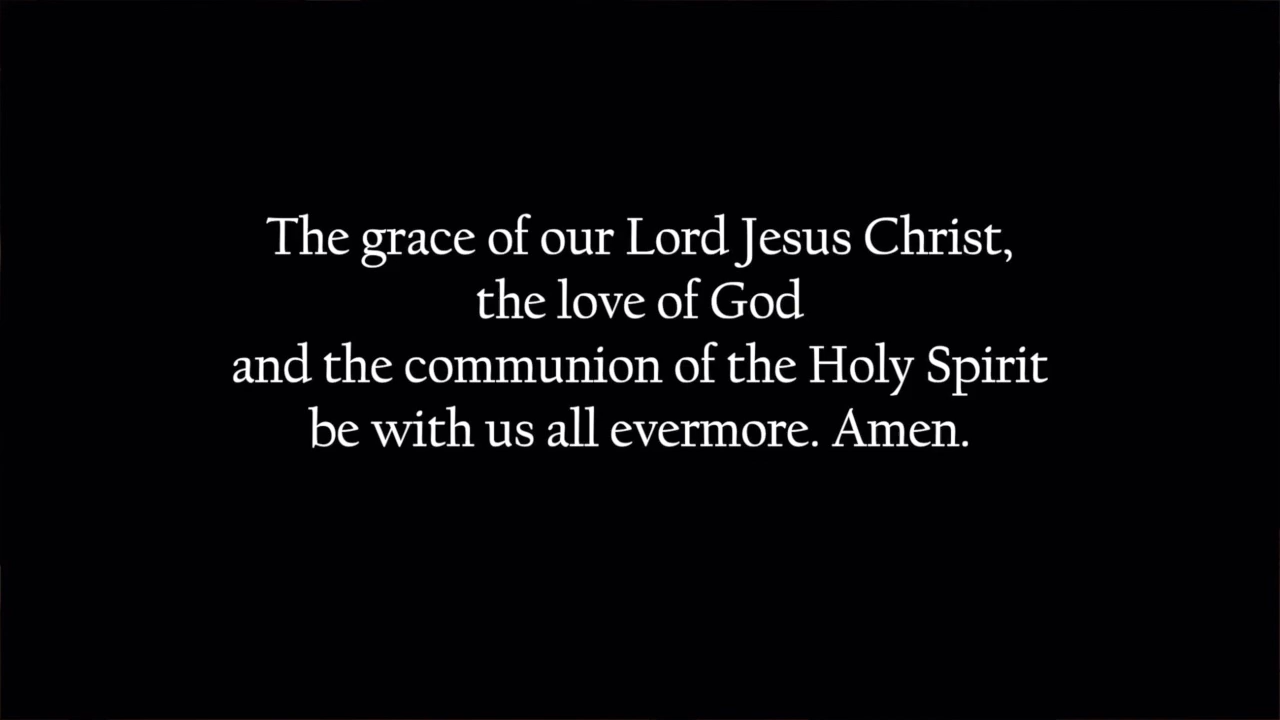 The grace of our Lord Jesus Christ,
the love of God
and the communion of the Holy Spirit
be with us all evermore. Amen.